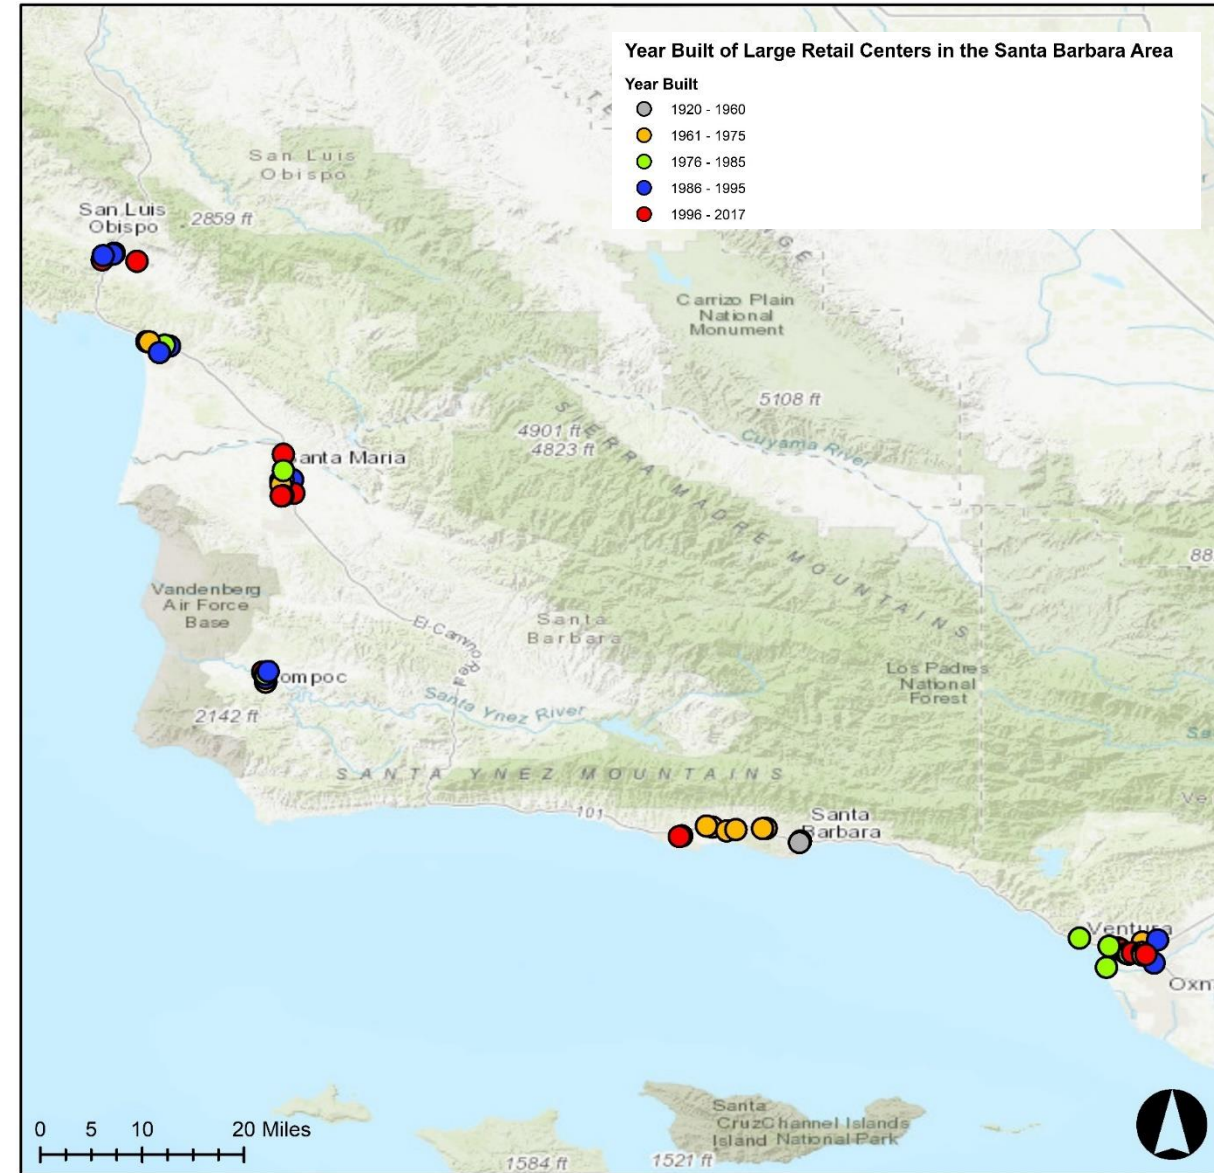 Year Built of Large Retail Centers in the Santa Barbara Area
Year Built
1920 - 1960
1961 - 1975
1976 - 1985
1986 - 1995
1996 - 2017
San Luis
Obispo
San Luis
Obispo
2859 ft
Carrizo Plain
National
Monument
5108 ft
4901 ft
4823 ft
Cuyama River
SIERRA MADRE MOUNTAINS
anta Maria
88
Vandenberg
Air Force
Base
El Camino Real
Santa
Barbara
ompoc
Los Padres
National
Forest
2142 ft
Santa Ynez River
Sa
SANTA YNEZ MOUNTAINS
Ve
101
Santa
Barbara
Ventura
Oxn
Santa
Cruz
Island
Channel Islands
National Park
0 5 10 20 Miles
1584 ft
1521 ft